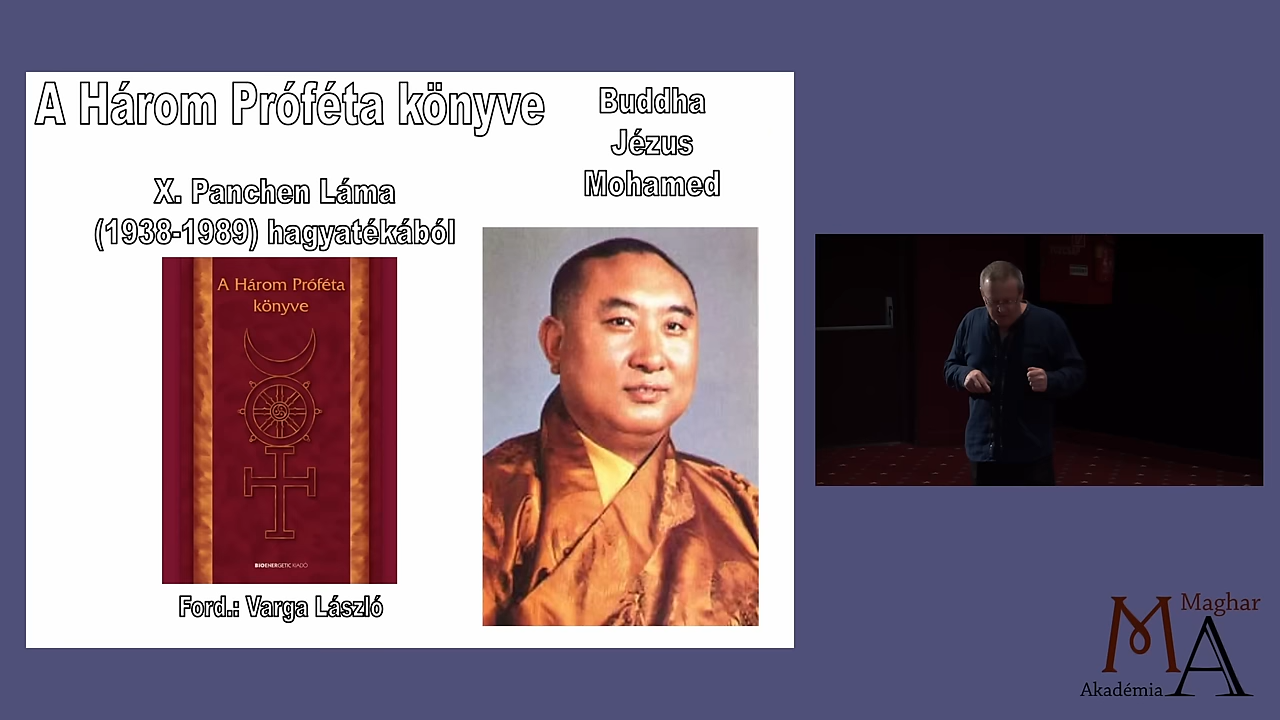 A Három Próféta könyve
Buddha
Jézus
Mohamed
X. Panchen Láma
(1938-1989) hagyatékából
A Három Próféta
könyve
BIOENERGETIC KIADÓ
Ford.: Varga László
Maghar
MA
Akadémia